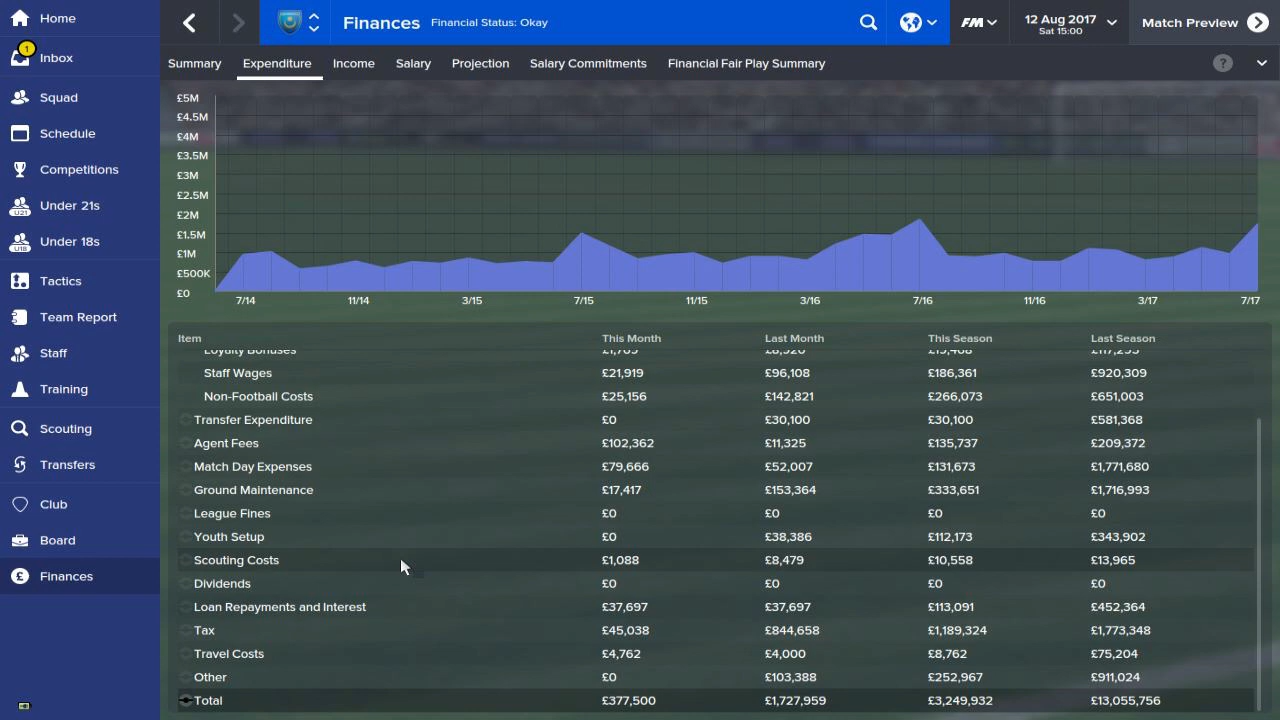 Home
Finances
Financial Status: Okay
FM
12 Aug 2017
Sat 15:00
Match Preview
1
Inbox
Summary
Expenditure
Income
Salary
Projection
Salary Commitments
Financial Fair Play Summary
?
Squad
Schedule
Competitions
U21
Under 21s
U18
Under 18s
Tactics
Team Report
Staff
Training
Scouting
Transfers
Club
Board
£ Finances
£5M
£4.5M
£4M
£3.5M
£3M
£2.5M
£2M
£1.5M
£1M
£500K
£0
7/14 11/14 3/15 7/15 11/15 3/16 7/16 11/16 3/17 7/17
Item This Month Last Month This Season Last Season
Loyalty Bonuses
Staff Wages £21,919 £96,108 £186,361 £920,309
Non-Football Costs £25,156 £142,821 £266,073 £651,003
Transfer Expenditure £0 £30,100 £30,100 £581,368
Agent Fees £102,362 £11,325 £135,737 £209,372
Match Day Expenses £79,666 £52,007 £131,673 £1,771,680
Ground Maintenance £17,417 £153,364 £333,651 £1,716,993
League Fines £0 £0 £0 £0
Youth Setup £0 £38,386 £112,173 £343,902
Scouting Costs £1,088 £8,479 £10,558 £13,965
Dividends £0 £0 £0 £0
Loan Repayments and Interest £37,697 £37,697 £113,091 £452,364
Tax £45,038 £844,658 £1,189,324 £1,773,348
Travel Costs £4,762 £4,000 £8,762 £75,204
Other £0 £103,388 £252,967 £911,024
Total £377,500 £1,727,959 £3,249,932 £13,055,756